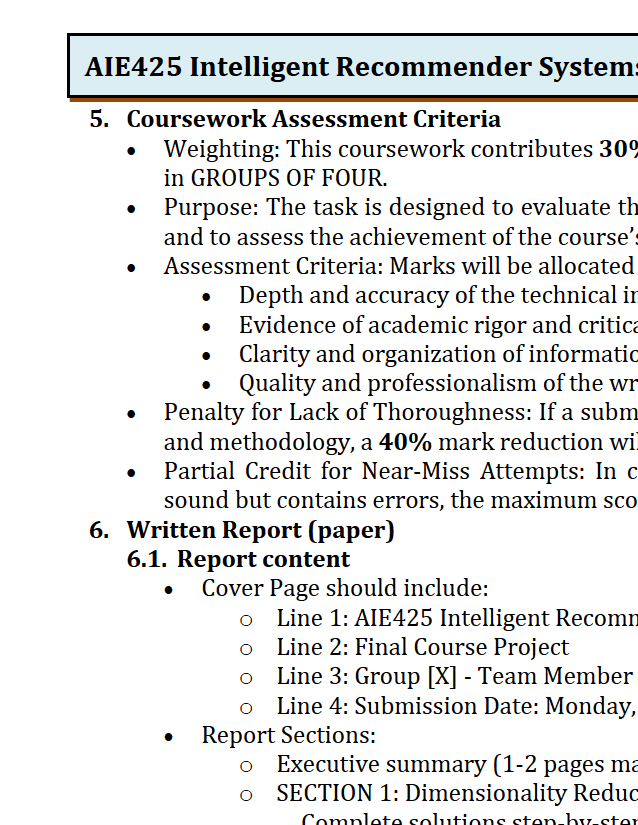 AIE425 Intelligent Recommender Systems
5. Coursework Assessment Criteria
• Weighting: This coursework contributes 30%
in GROUPS OF FOUR.
• Purpose: The task is designed to evaluate th
and to assess the achievement of the course's
• Assessment Criteria: Marks will be allocated
• Depth and accuracy of the technical in
• Evidence of academic rigor and critica
• Clarity and organization of informatio
• Quality and professionalism of the wr
• Penalty for Lack of Thoroughness: If a subm
and methodology, a 40% mark reduction wil
• Partial Credit for Near-Miss Attempts: In c
sound but contains errors, the maximum sco
6. Written Report (paper)
6.1. Report content
• Cover Page should include:
o Line 1: AIE425 Intelligent Recomm
o Line 2: Final Course Project
o Line 3: Group [X] - Team Member
o Line 4: Submission Date: Monday,
• Report Sections:
o Executive summary (1-2 pages ma
o SECTION 1: Dimensionality Reduc
Complete solutions step-by-step